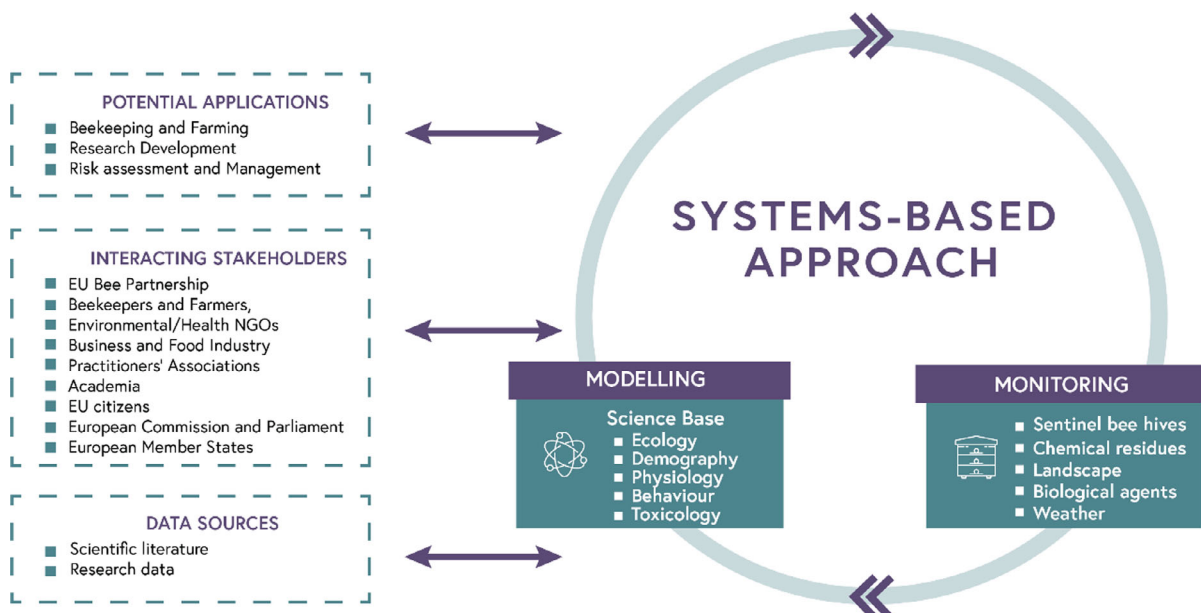 POTENTIAL APPLICATIONS
Beekeeping and Farming
Research Development
Risk assessment and Management
INTERACTING STAKEHOLDERS
EU Bee Partnership
Beekeepers and Farmers,
Environmental/Health NGOs
Business and Food Industry
Practitioners' Associations
Academia
EU citizens
European Commission and Parliament
European Member States
DATA SOURCES
Scientific literature
Research data
SYSTEMS-BASED
APPROACH
MODELLING
Science Base
Ecology
Demography
Physiology
Behaviour
Toxicology
MONITORING
Sentinel bee hives
Chemical residues
Landscape
Biological agents
Weather